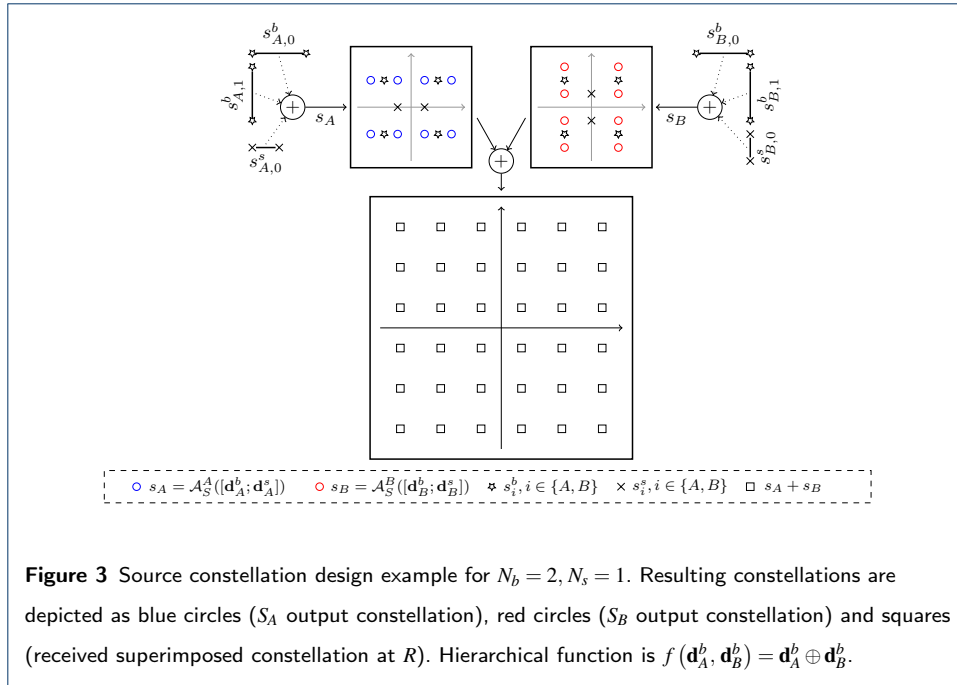 s^b_{A,0}
s^b_{A,1}
s^s_{A,0}
+
s_A
s^b_{B,0}
s^b_{B,1}
s^s_{B,0}
+
s_B
+
s_A = 𝒜^A_S([𝐝^b_A; 𝐝^s_A]) s_B = 𝒜^B_S([𝐝^b_B; 𝐝^s_B]) s^b_i, i ∈ {A, B} s^s_i, i ∈ {A, B} s_A + s_B
Figure 3 Source constellation design example for N_b = 2, N_s = 1. Resulting constellations are
depicted as blue circles (S_A output constellation), red circles (S_B output constellation) and squares
(received superimposed constellation at R). Hierarchical function is f (𝐝^b_A, 𝐝^b_B) = 𝐝^b_A ⊕ 𝐝^b_B.